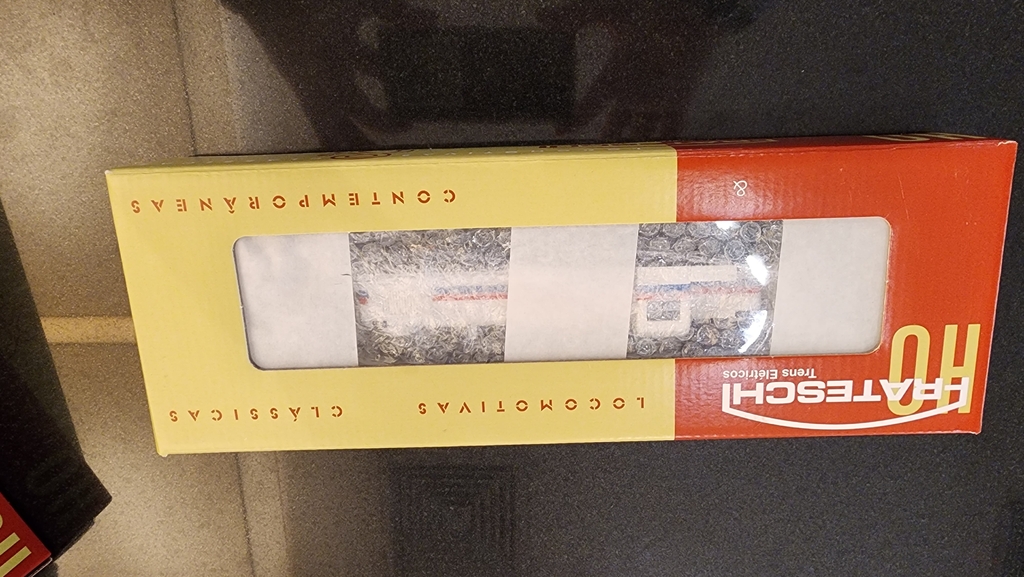 HO
FRATESCHI
Trens Elétricos
LOCOMOTIVAS
CLÁSSICAS
&
CONTEMPORÂNEAS